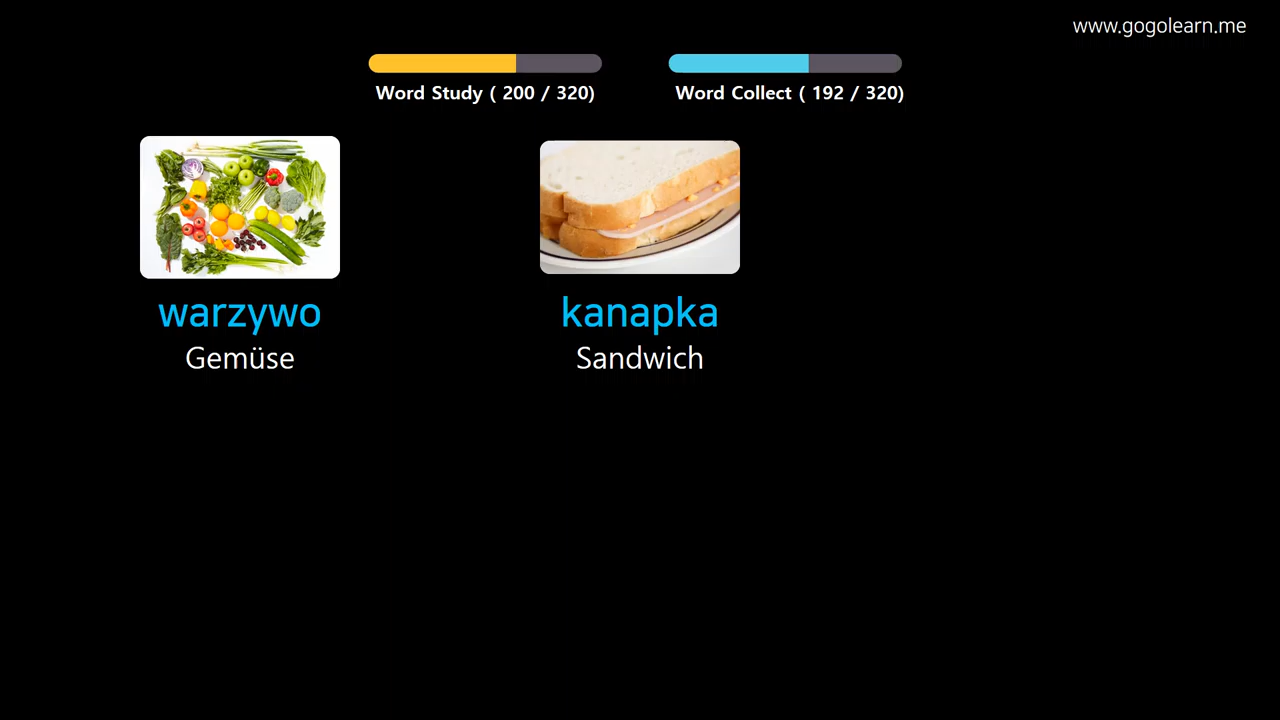 www.gogolearn.me
Word Study ( 200 / 320)
Word Collect ( 192 / 320)
warzywo
Gemüse
kanapka
Sandwich